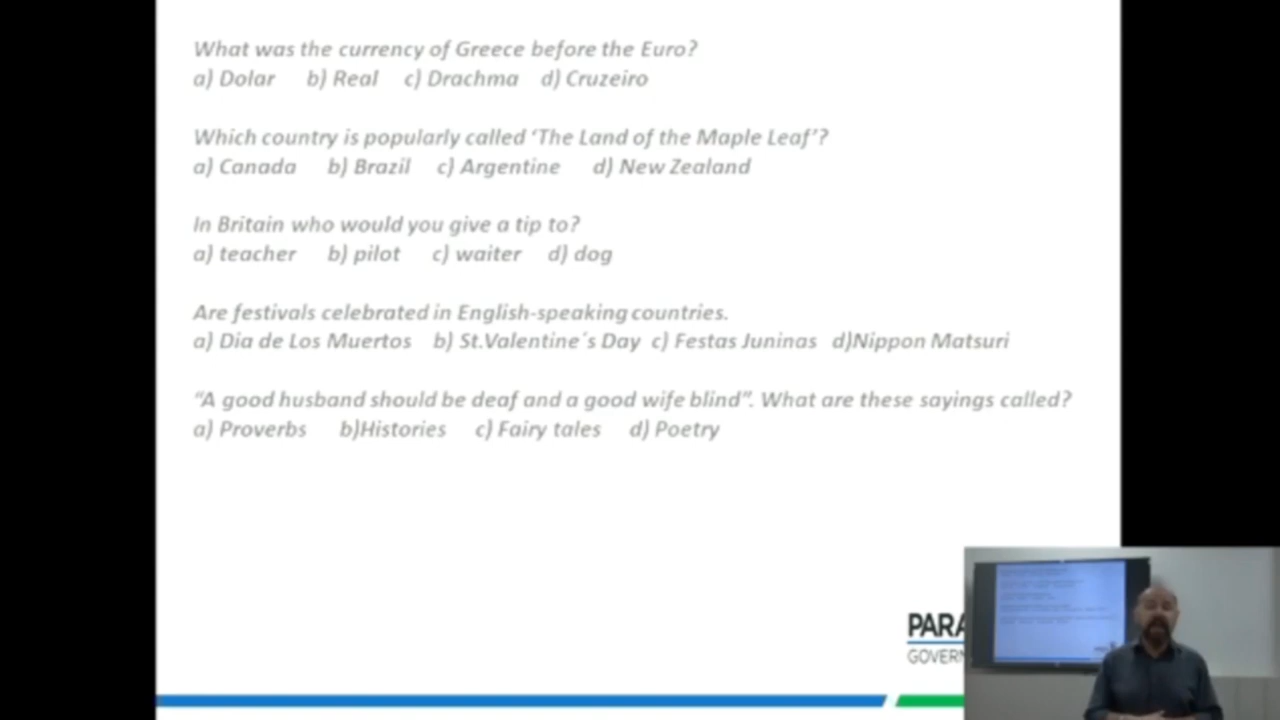 What was the currency of Greece before the Euro?
a) Dolar b) Real c) Drachma d) Cruzeiro
Which country is popularly called ‘The Land of the Maple Leaf’?
a) Canada b) Brazil c) Argentine d) New Zealand
In Britain who would you give a tip to?
a) teacher b) pilot c) waiter d) dog
Are festivals celebrated in English-speaking countries.
a) Dia de Los Muertos b) St.Valentine´s Day c) Festas Juninas d)Nippon Matsuri
“A good husband should be deaf and a good wife blind”. What are these sayings called?
a) Proverbs b)Histories c) Fairy tales d) Poetry